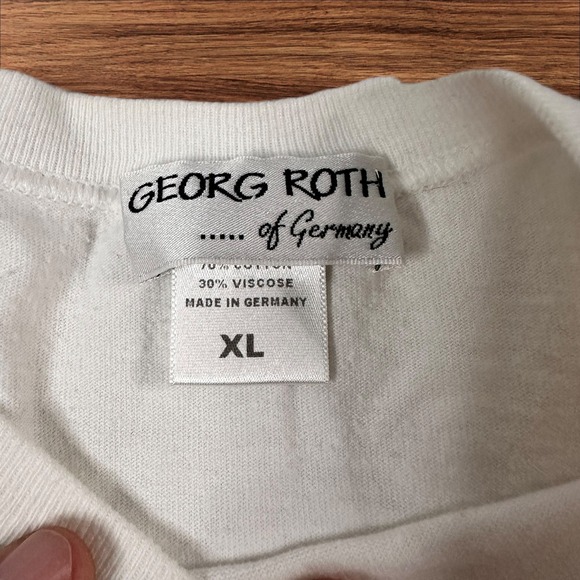 GEORG ROTH
..... of Germany
70% COTTON
30% VISCOSE
MADE IN GERMANY
XL